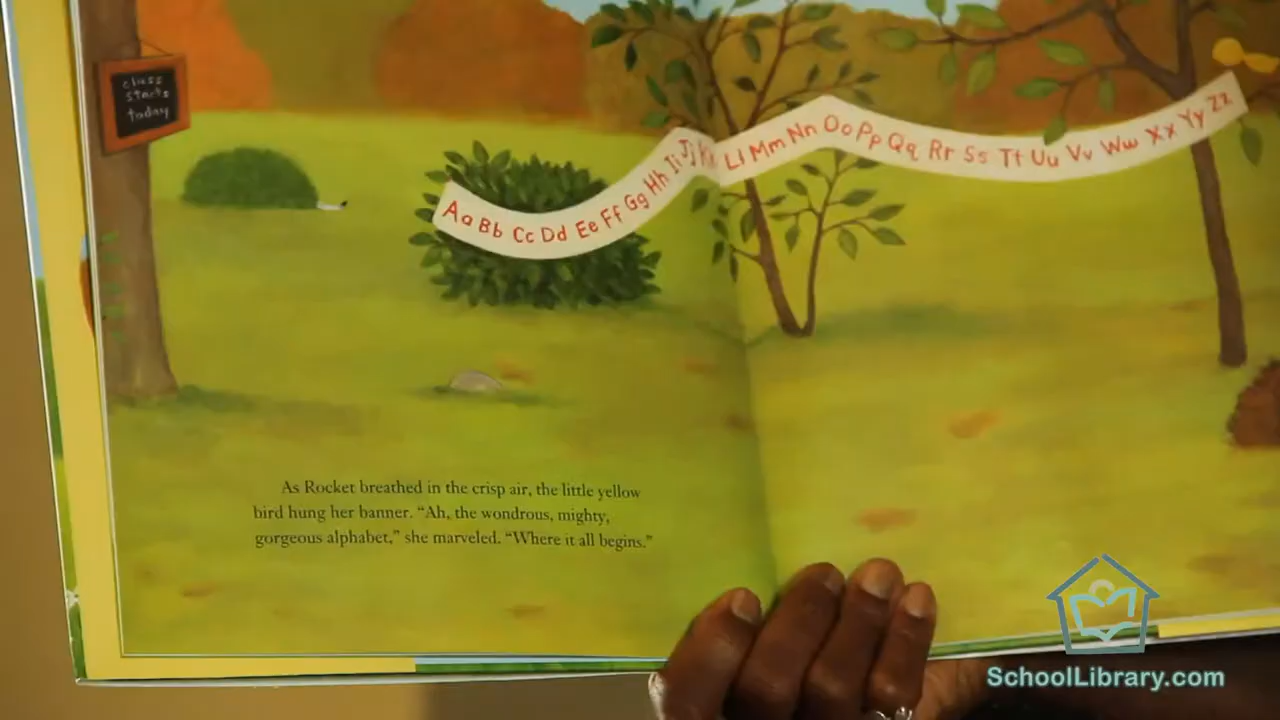 class
starts
today
Aa Bb Cc Dd Ee Ff Gg Hh Ii Jj Kk Ll Mm Nn Oo Pp Qq Rr Ss Tt Uu Vv Ww Xx Yy Zz
As Rocket breathed in the crisp air, the little yellow
bird hung her banner. “Ah, the wondrous, mighty,
gorgeous alphabet,” she marveled. “Where it all begins.”
SchoolLibrary.com